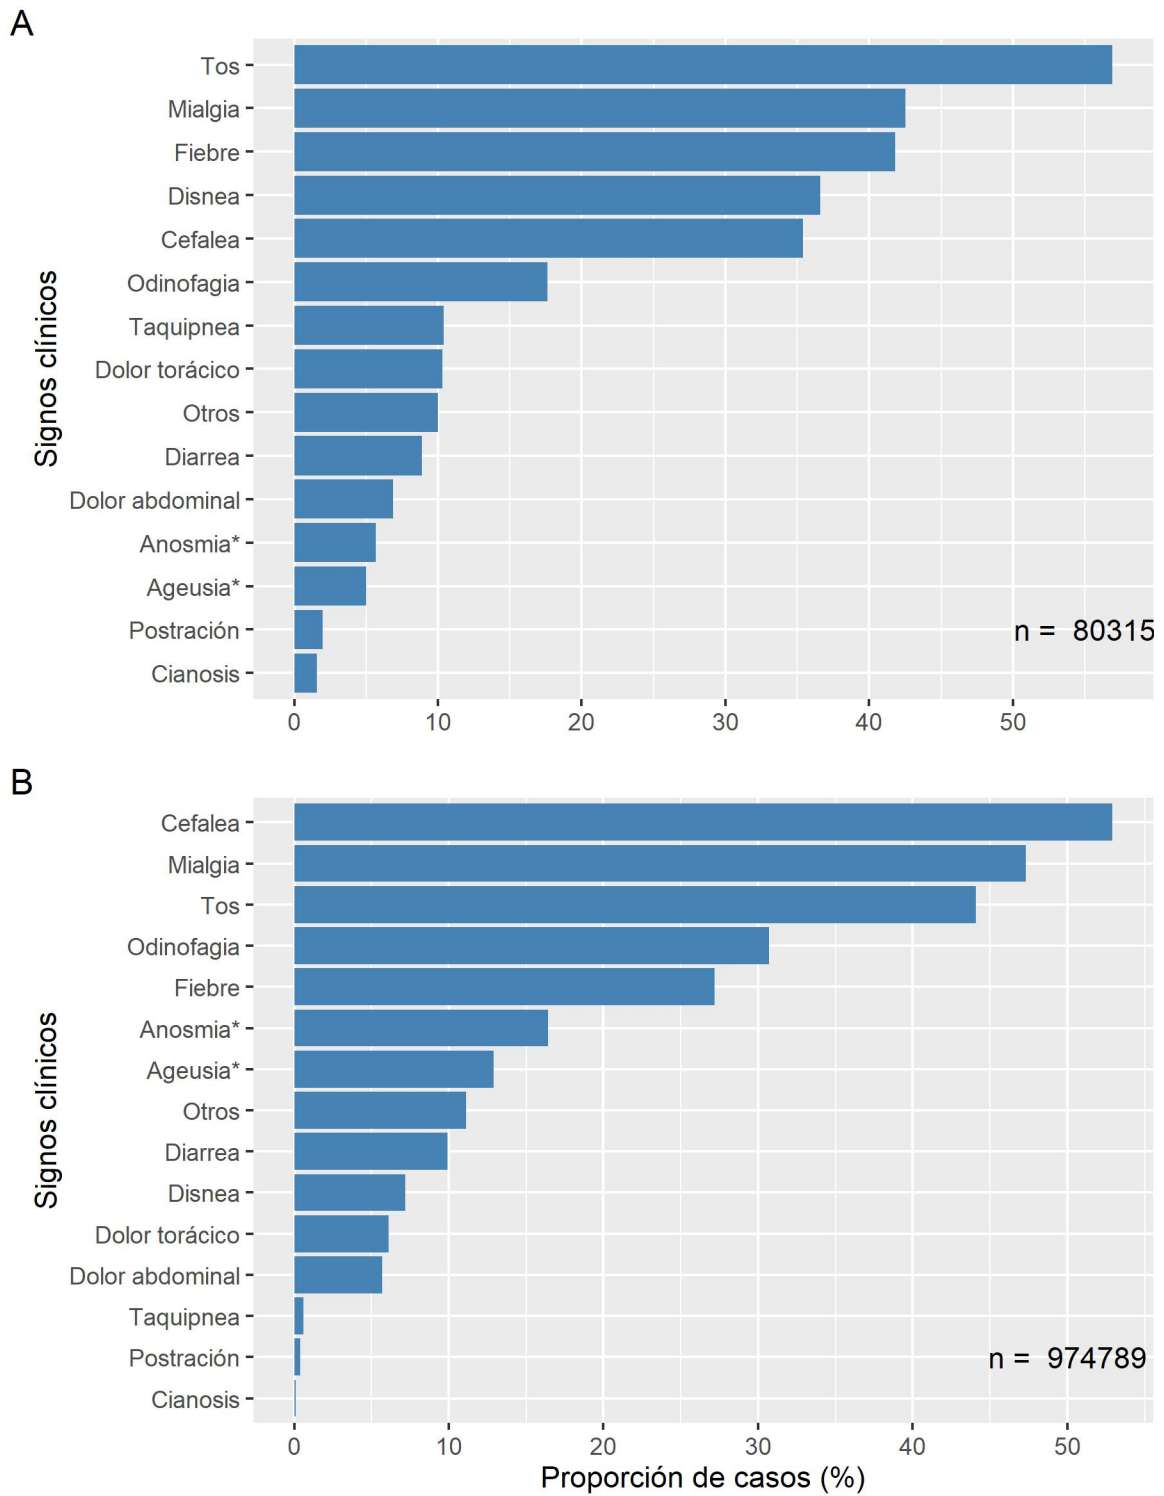 A
Tos
Mialgia
Fiebre
Disnea
Cefalea
Odinofagia
Taquipnea
Dolor torácico
Otros
Diarrea
Dolor abdominal
Anosmia*
Ageusia*
Postración
Cianosis
Signos clínicos
n = 80315
0 10 20 30 40 50
B
Cefalea
Mialgia
Tos
Odinofagia
Fiebre
Anosmia*
Ageusia*
Otros
Diarrea
Disnea
Dolor torácico
Dolor abdominal
Taquipnea
Postración
Cianosis
Signos clínicos
n = 974789
0 10 20 30 40 50
Proporción de casos (%)